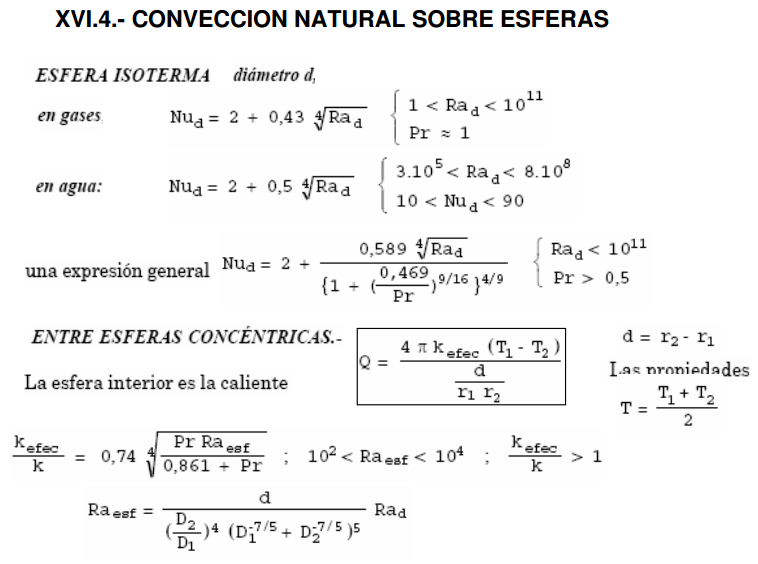 XVI.4.- CONVECCION NATURAL SOBRE ESFERAS
ESFERA ISOTERMA diámetro d,
en gases. Nu_d = 2 + 0,43 ∜Ra_d { 1 < Ra_d < 10^11
Pr ≈ 1
en agua: Nu_d = 2 + 0,5 ∜Ra_d { 3.10^5 < Ra_d < 8.10^8
10 < Nu_d < 90
una expresión general Nu_d = 2 + (0,589 ∜Ra_d) / {1 + (0,469/Pr)^9/16}^4/9 { Ra_d < 10^11
Pr > 0,5
ENTRE ESFERAS CONCÉNTRICAS.- Q = (4 π k_efec (T_1 - T_2)) / (d / (r_1 r_2)) d = r_2 - r_1
La esfera interior es la caliente Las propiedades
T = (T_1 + T_2) / 2
k_efec/k = 0,74 ∜((Pr Ra_esf) / (0,861 + Pr)) ; 10^2 < Ra_esf < 10^4 ; k_efec/k > 1
Ra_esf = d / ((D_2/D_1)^4 (D_1^-7/5 + D_2^-7/5)^5) Ra_d